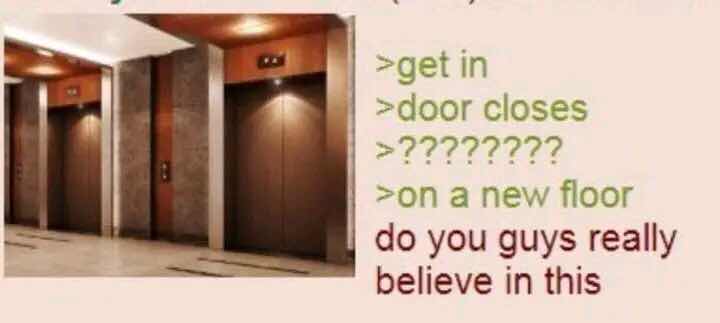 >get in
>door closes
>????????
>on a new floor
do you guys really
believe in this